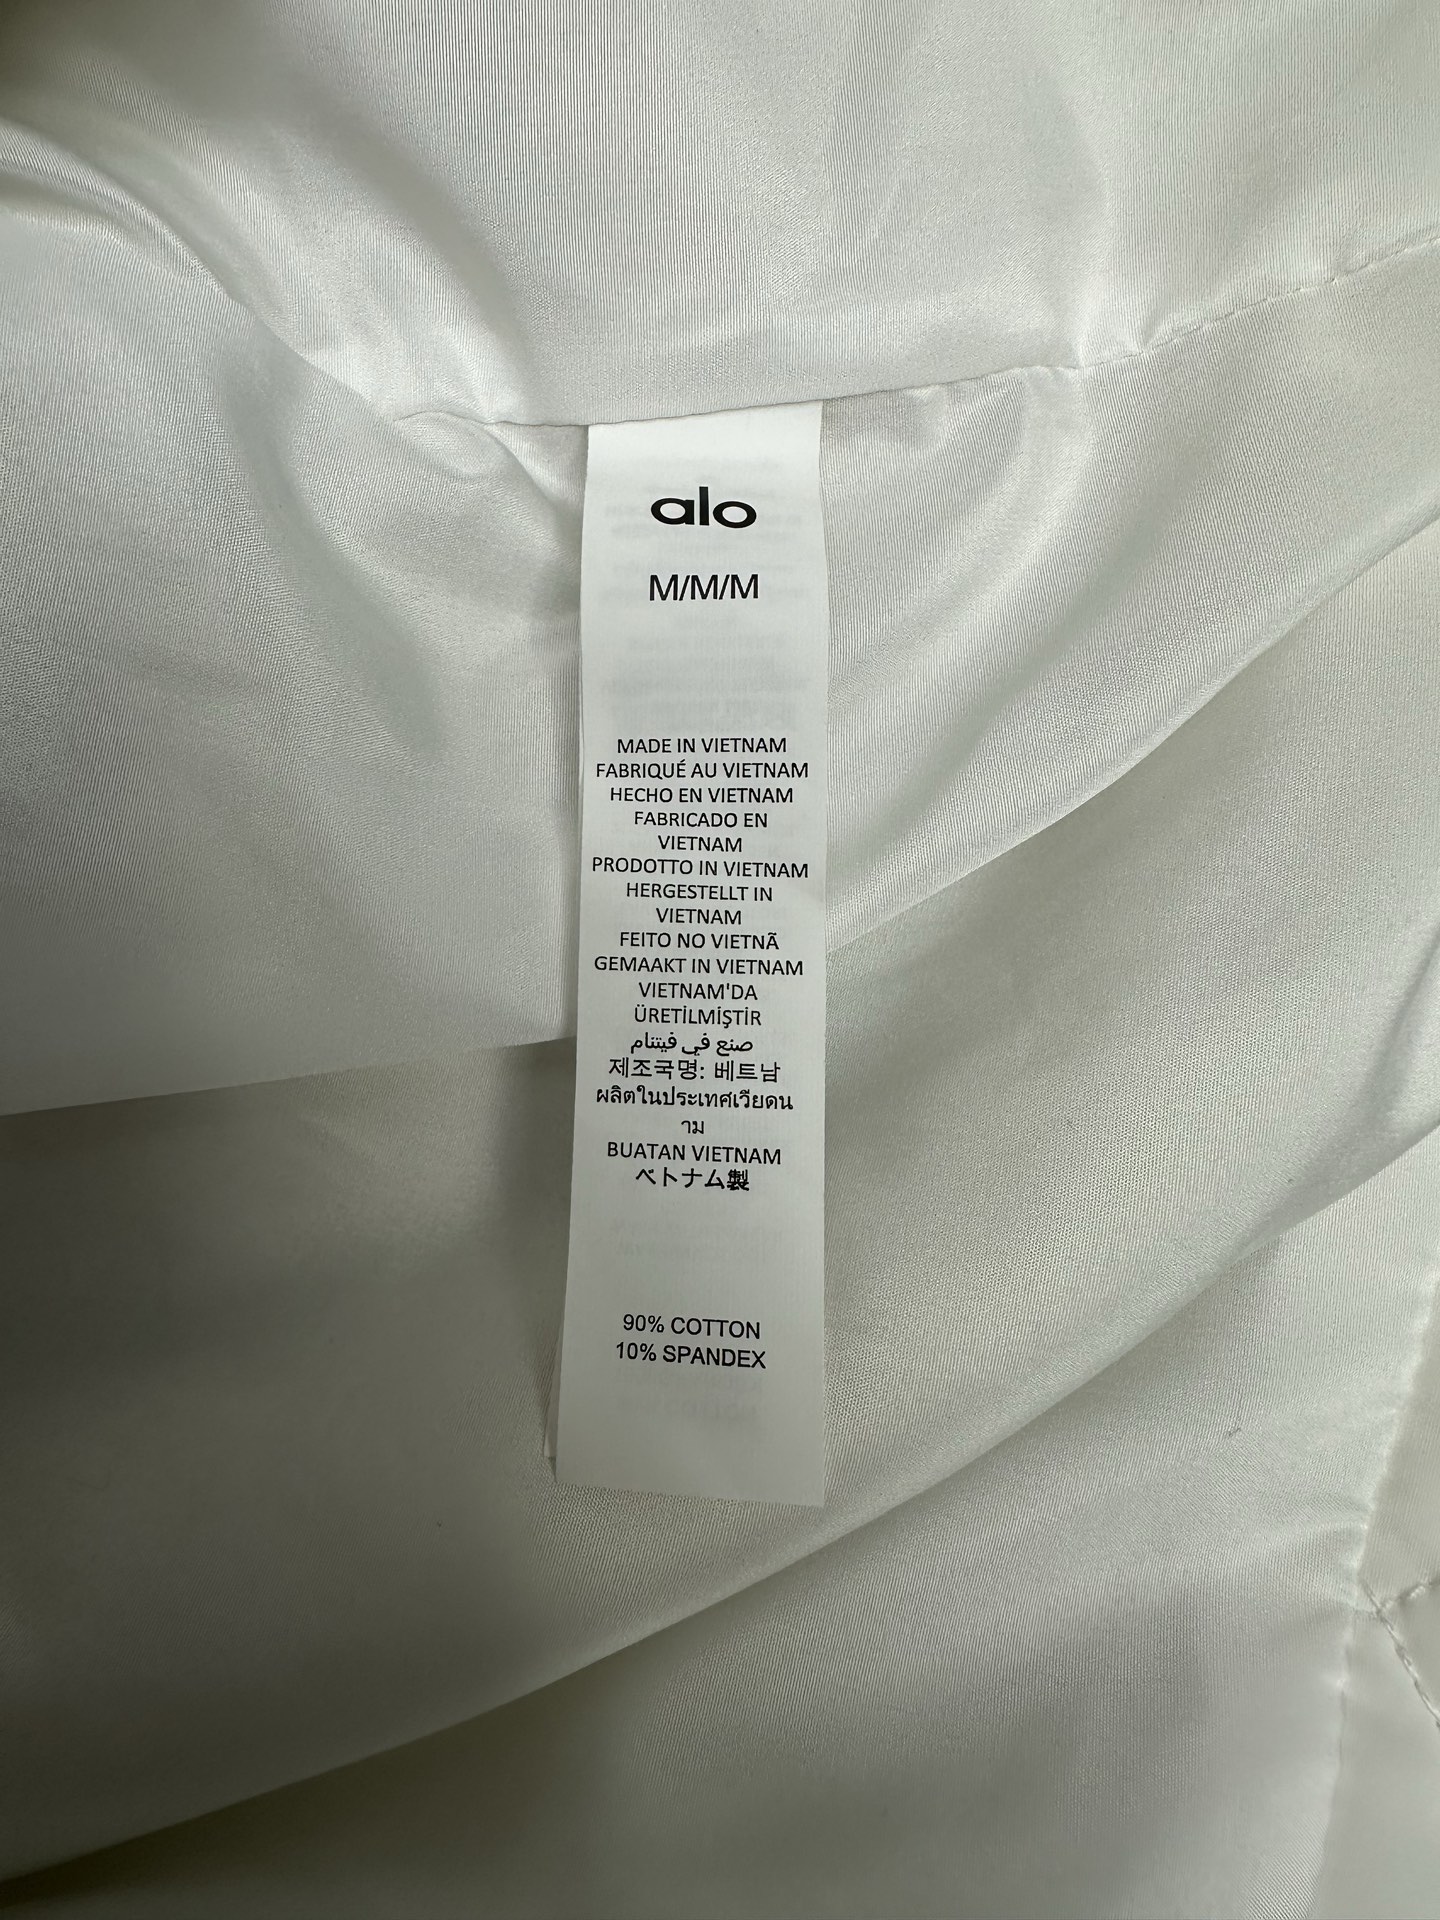 alo
M/M/M
MADE IN VIETNAM
FABRIQUÉ AU VIETNAM
HECHO EN VIETNAM
FABRICADO EN
VIETNAM
PRODOTTO IN VIETNAM
HERGESTELLT IN
VIETNAM
FEITO NO VIETNÃ
GEMAAKT IN VIETNAM
VIETNAM'DA
ÜRETİLMİŞTİR
صنع في فيتنام
제조국명: 베트남
ผลิตในประเทศเวียดน
าม
BUATAN VIETNAM
ベトナム製
90% COTTON
10% SPANDEX